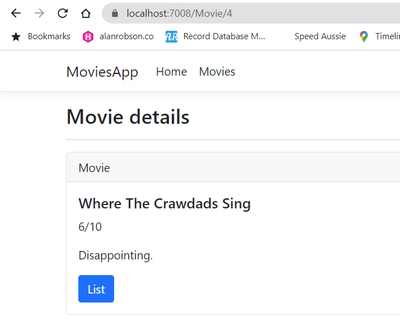 localhost:7008/Movie/4
Bookmarks alanrobson.co Record Database M... Speed Aussie Timelin
MoviesApp Home Movies
Movie details
Movie
Where The Crawdads Sing
6/10
Disappointing.
List